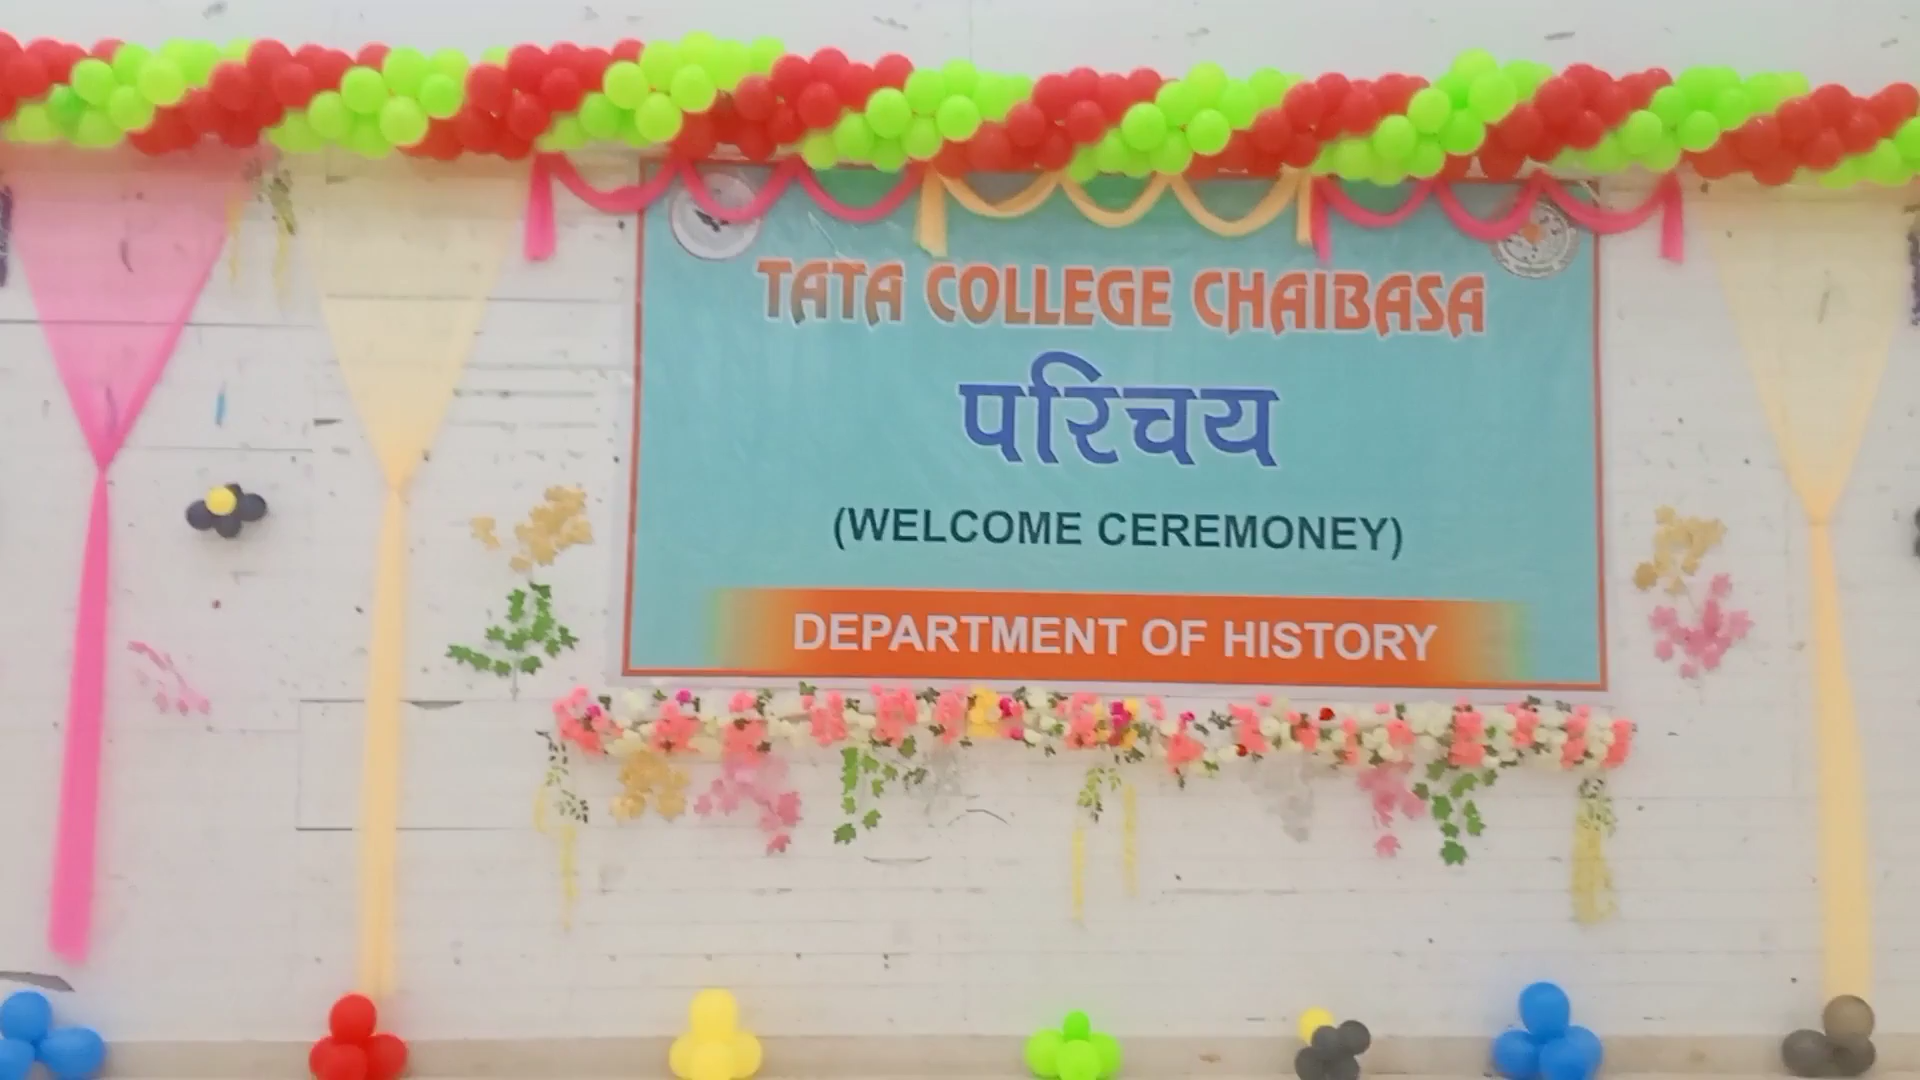 TATA COLLEGE CHAIBASA
परिचय
(WELCOME CEREMONEY)
DEPARTMENT OF HISTORY